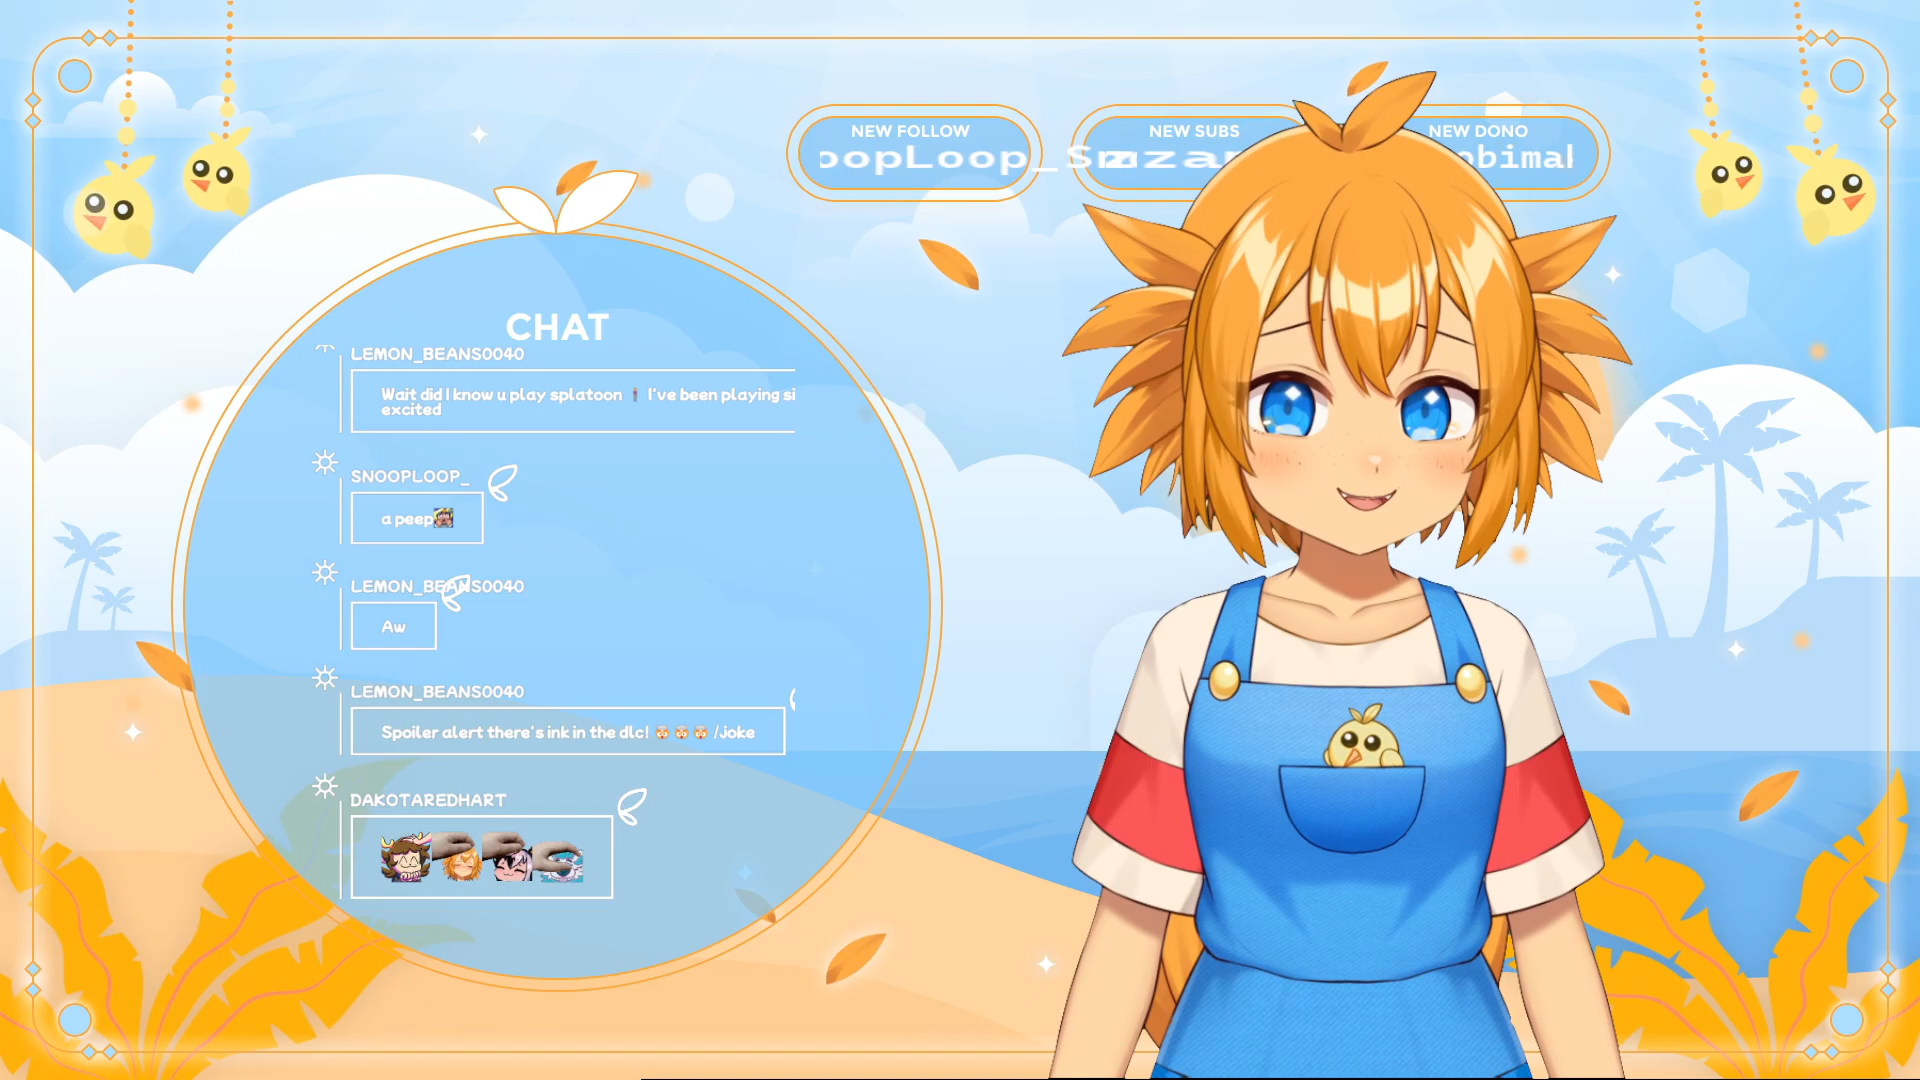 NEW FOLLOW
NEW SUBS
NEW DONO
CHAT
LEMON_BEANS0040
Wait did I know u play splatoon I've been playing si
excited
SNOOPLOOP_
a peep
LEMON_BEANS0040
Aw
LEMON_BEANS0040
Spoiler alert there's ink in the dlc! /joke
DAKOTAREDHART